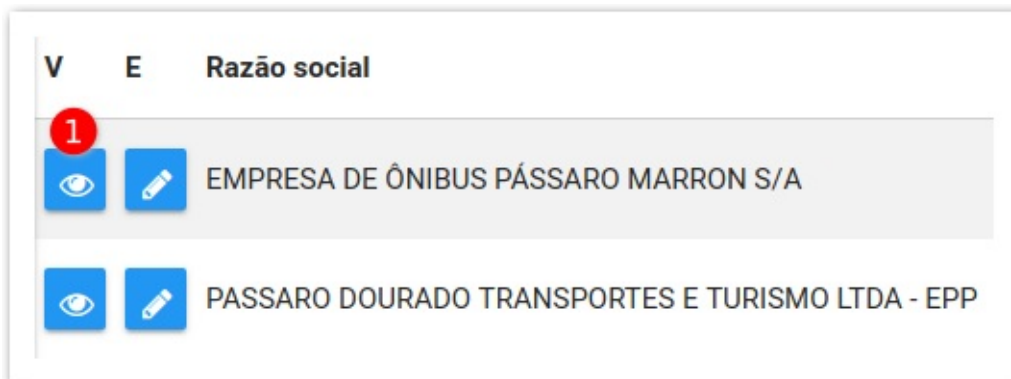 V E Razão social
1
EMPRESA DE ÔNIBUS PÁSSARO MARRON S/A
PASSARO DOURADO TRANSPORTES E TURISMO LTDA - EPP